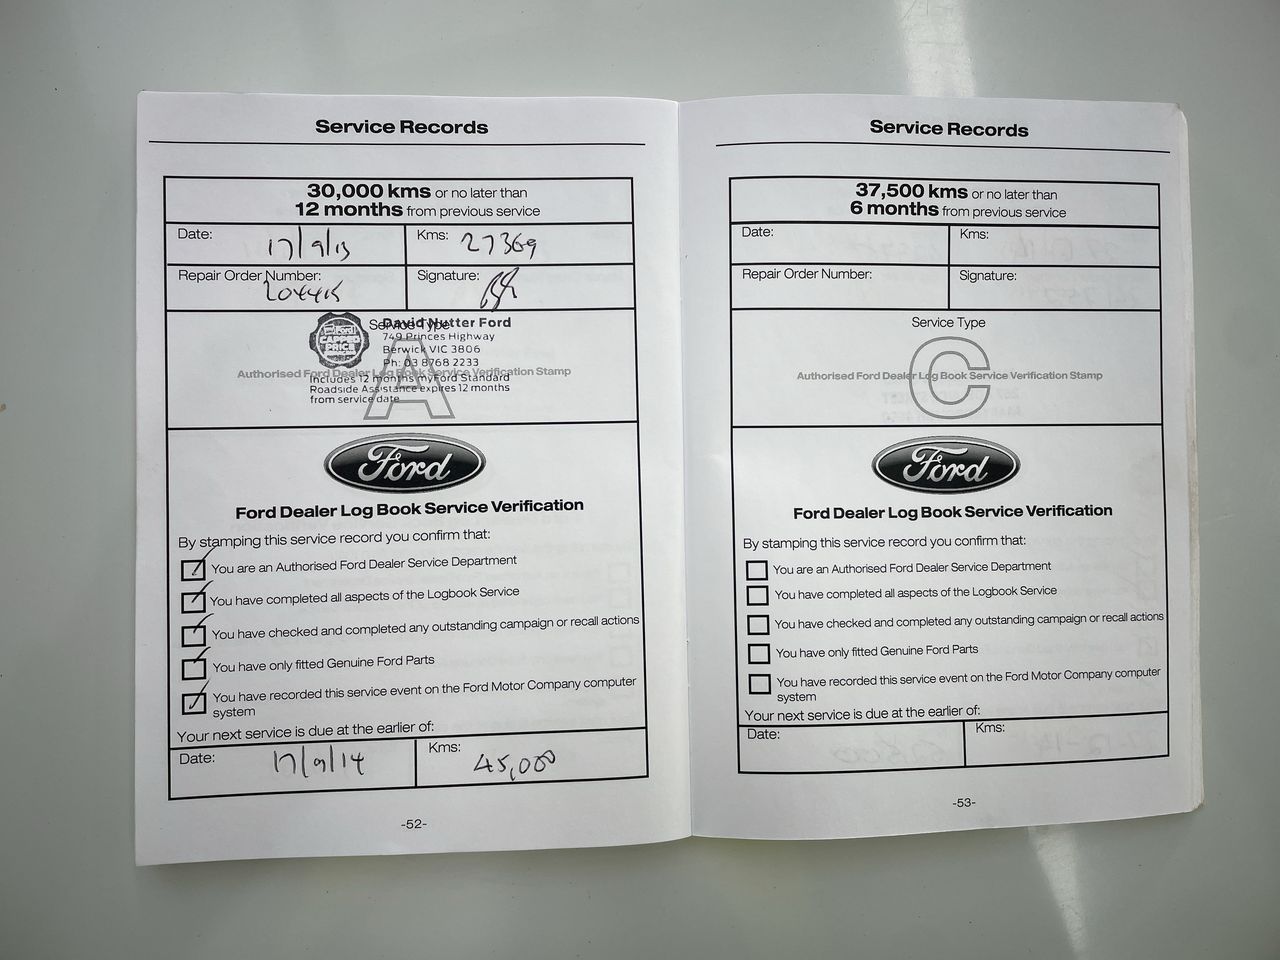 Service Records
30,000 kms or no later than
12 months from previous service
Date: 17/9/13
Kms: 27369
Repair Order Number:
Signature:
Service Type
David Nutter Ford
749 Princes Highway
Berwick VIC 3806
Ph: 03 8768 2233
Ford
CAPPED
PRICE
A
Authorised Ford Dealer Log Book Service Verification Stamp
Includes 12 months myFord Standard
Roadside Assistance expires 12 months
from service date
Ford
Ford Dealer Log Book Service Verification
By stamping this service record you confirm that:
You are an Authorised Ford Dealer Service Department
You have completed all aspects of the Logbook Service
You have checked and completed any outstanding campaign or recall actions
You have only fitted Genuine Ford Parts
You have recorded this service event on the Ford Motor Company computer
system
Your next service is due at the earlier of:
Date: 17/9/14
Kms: 45,000
-52-
Service Records
37,500 kms or no later than
6 months from previous service
Date:
Kms:
Repair Order Number:
Signature:
Service Type
C
Authorised Ford Dealer Log Book Service Verification Stamp
Ford
Ford Dealer Log Book Service Verification
By stamping this service record you confirm that:
You are an Authorised Ford Dealer Service Department
You have completed all aspects of the Logbook Service
You have checked and completed any outstanding campaign or recall actions
You have only fitted Genuine Ford Parts
You have recorded this service event on the Ford Motor Company computer
system
Your next service is due at the earlier of:
Date:
Kms:
-53-